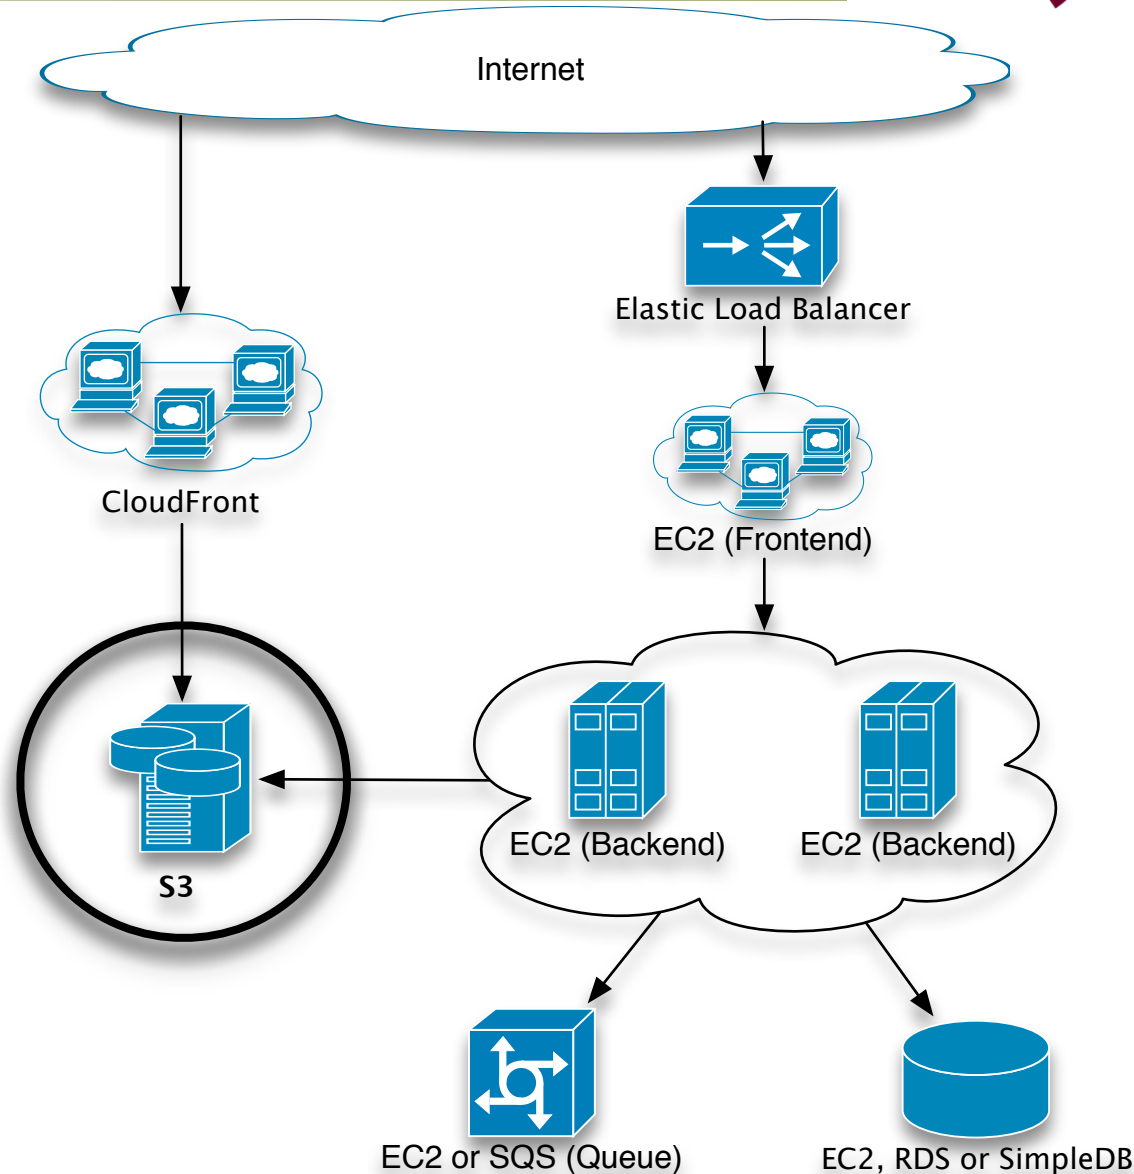 Internet
Elastic Load Balancer
CloudFront
EC2 (Frontend)
EC2 (Backend)
EC2 (Backend)
S3
EC2 or SQS (Queue)
EC2, RDS or SimpleDB